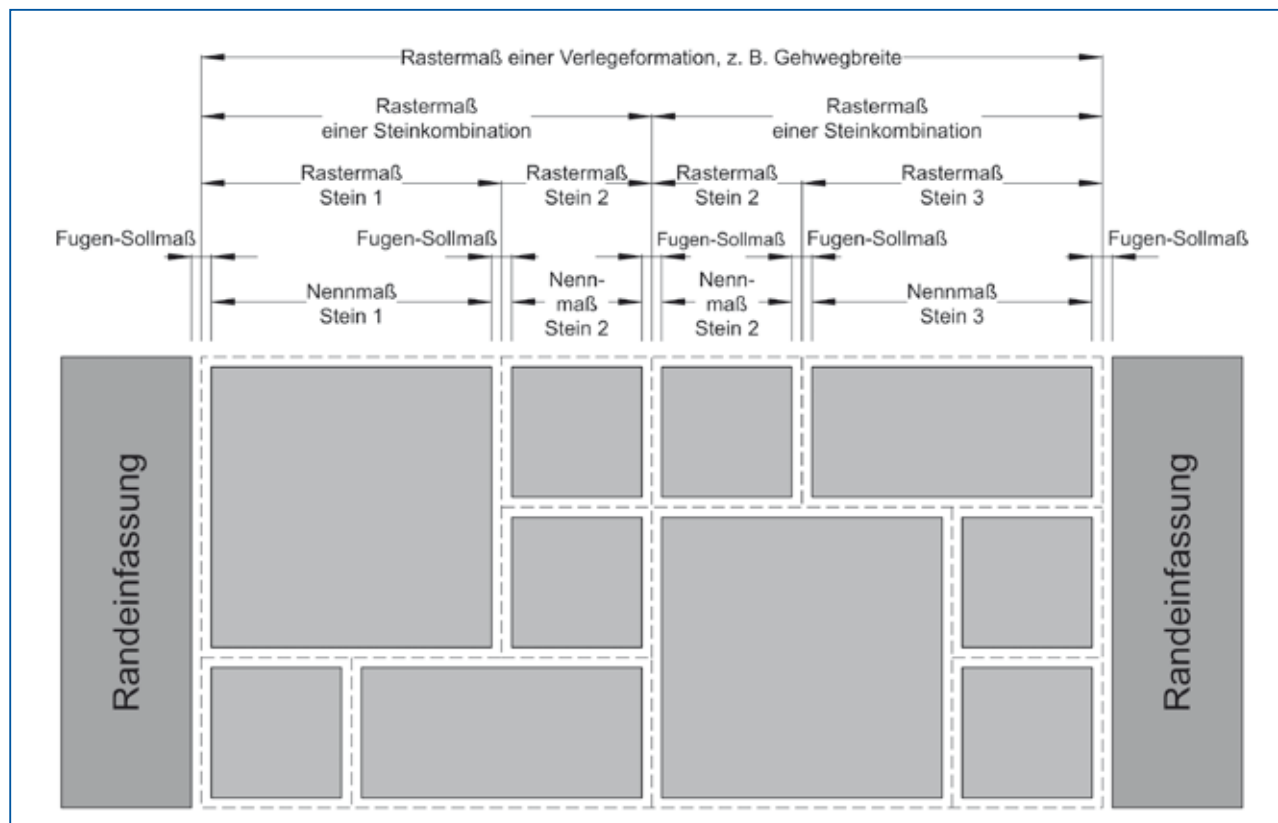 Rastermaß einer Verlegeformation, z. B. Gehwegbreite
Rastermaß
einer Steinkombination
Rastermaß
einer Steinkombination
Rastermaß
Stein 1
Rastermaß
Stein 2
Rastermaß
Stein 2
Rastermaß
Stein 3
Fugen-Sollmaß
Fugen-Sollmaß
Fugen-Sollmaß
Fugen-Sollmaß
Fugen-Sollmaß
Nennmaß
Stein 1
Nenn-
maß
Stein 2
Nenn-
maß
Stein 2
Nennmaß
Stein 3
Randeinfassung
Randeinfassung